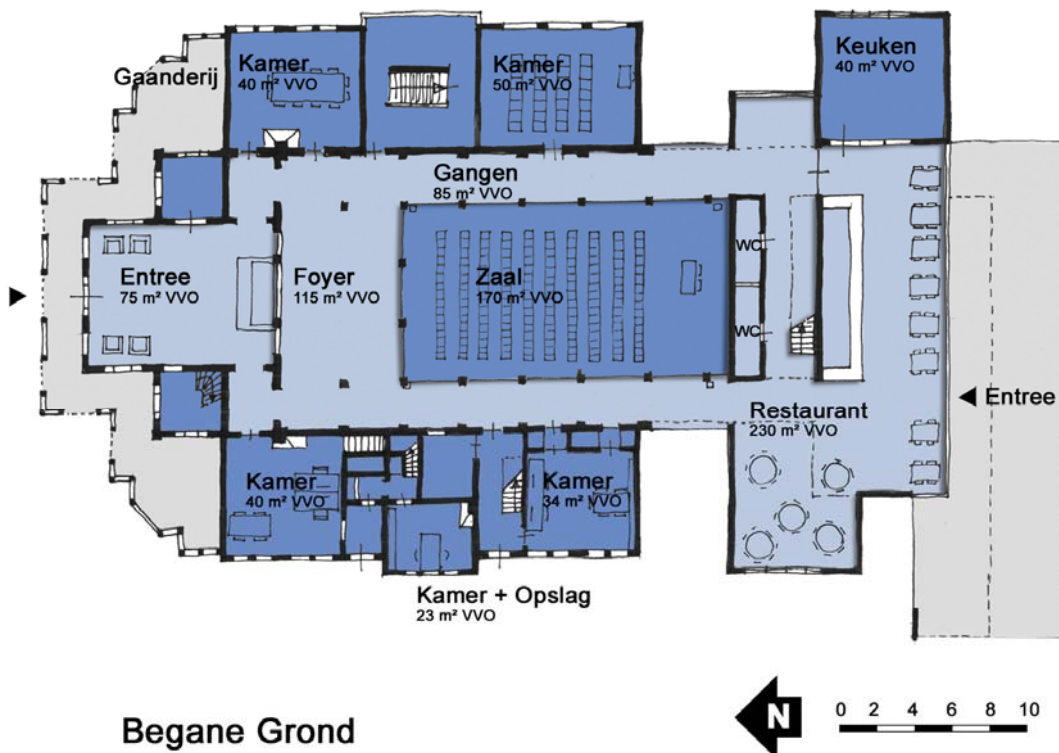 Gaanderij
Kamer
40 m² VVO
Kamer
50 m² VVO
Keuken
40 m² VVO
Gangen
85 m² VVO
Entree
75 m² VVO
Foyer
115 m² VVO
Zaal
170 m² VVO
WC
WC
Entree
Restaurant
230 m² VVO
Kamer
40 m² VVO
Kamer
34 m² VVO
Kamer + Opslag
23 m² VVO
Begane Grond
N
0 2 4 6 8 10